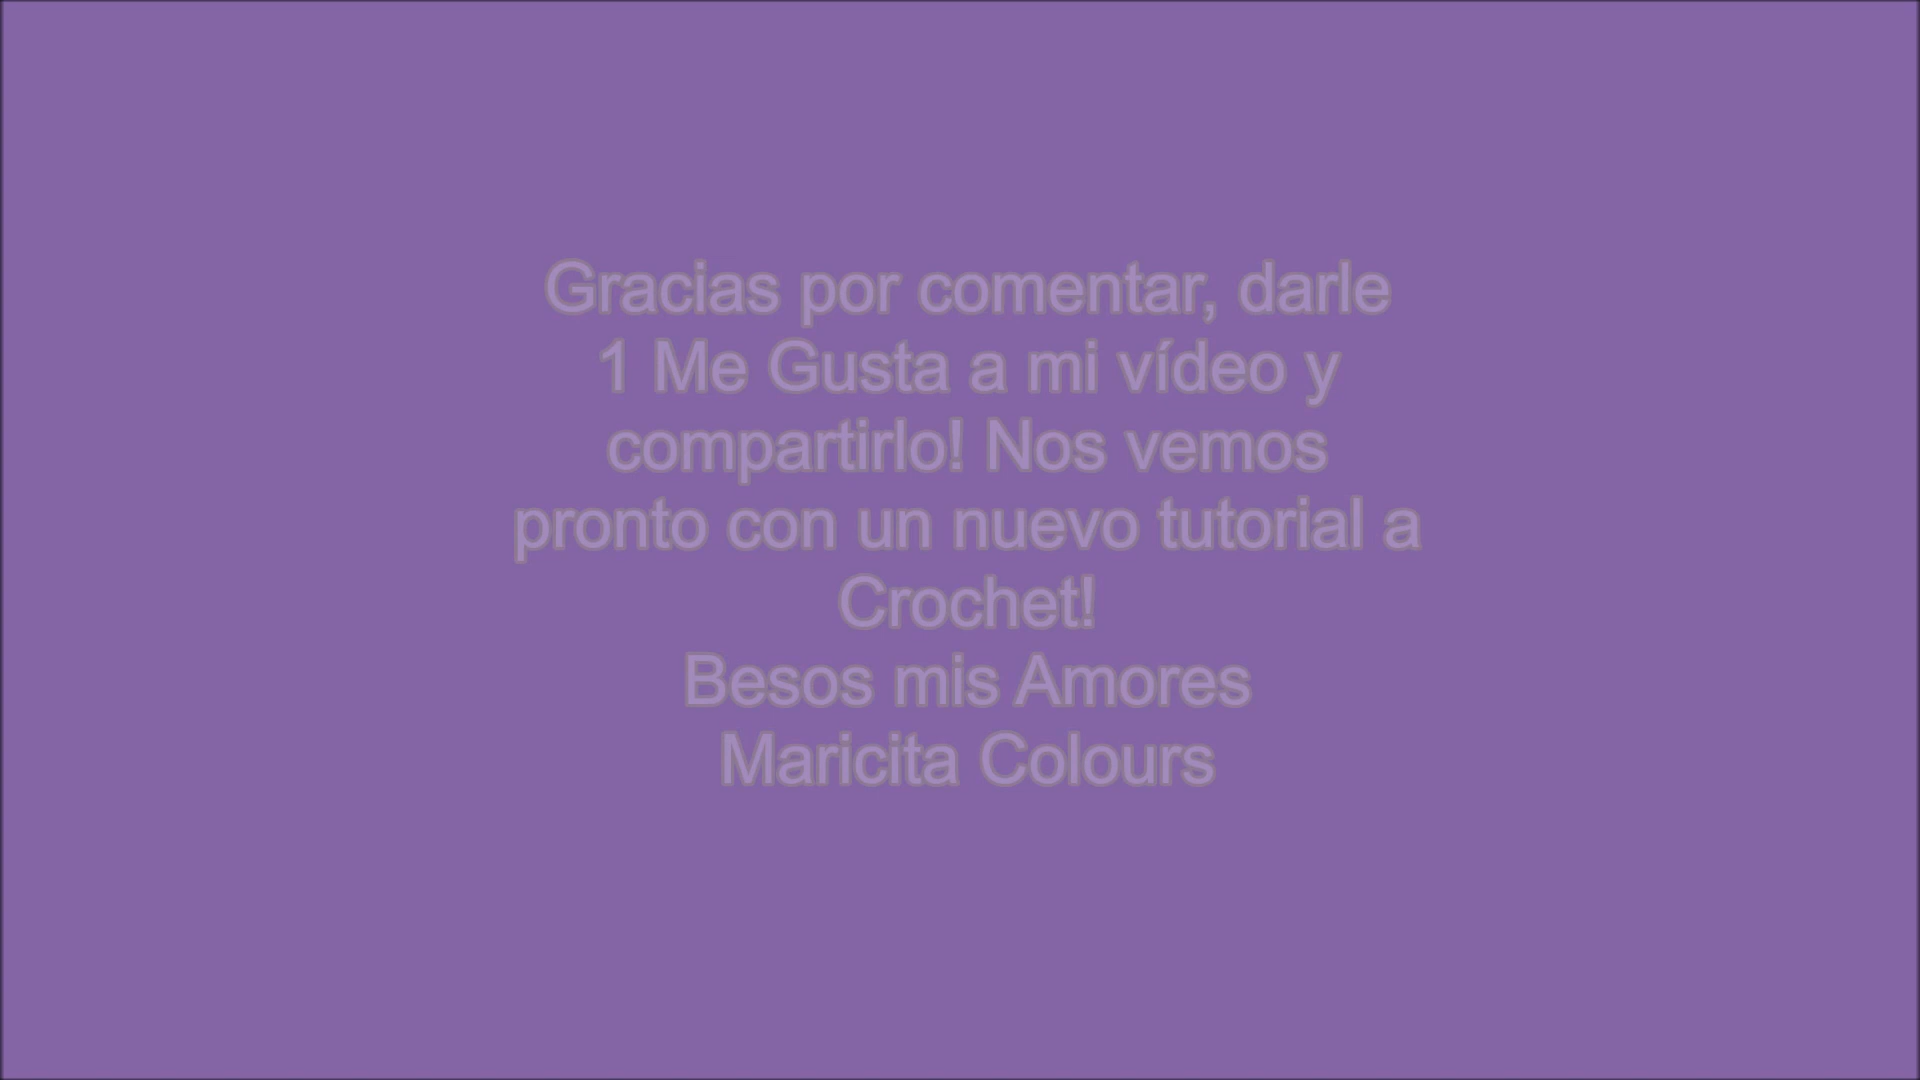 Gracias por comentar, darle
1 Me Gusta a mi vídeo y
compartirlo! Nos vemos
pronto con un nuevo tutorial a
Crochet!
Besos mis Amores
Maricita Colours